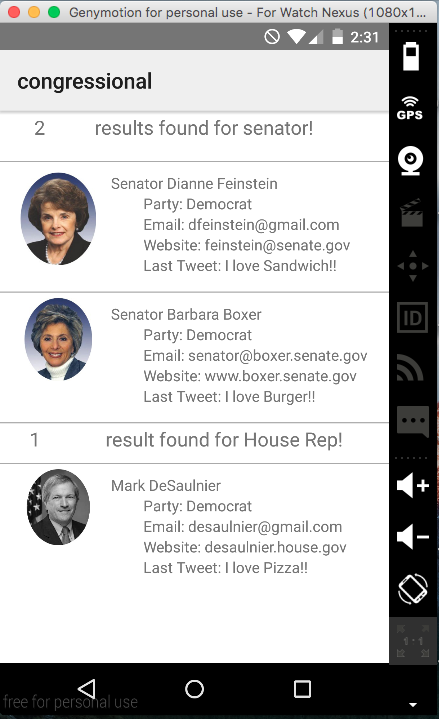 Genymotion for personal use - For Watch Nexus (1080x1...
2:31
congressional
2 results found for senator!
Senator Dianne Feinstein
Party: Democrat
Email: dfeinstein@gmail.com
Website: feinstein@senate.gov
Last Tweet: I love Sandwich!!
Senator Barbara Boxer
Party: Democrat
Email: senator@boxer.senate.gov
Website: www.boxer.senate.gov
Last Tweet: I love Burger!!
1 result found for House Rep!
Mark DeSaulnier
Party: Democrat
Email: desaulnier@gmail.com
Website: desaulnier.house.gov
Last Tweet: I love Pizza!!
GPS
ID
1:1
free for personal use